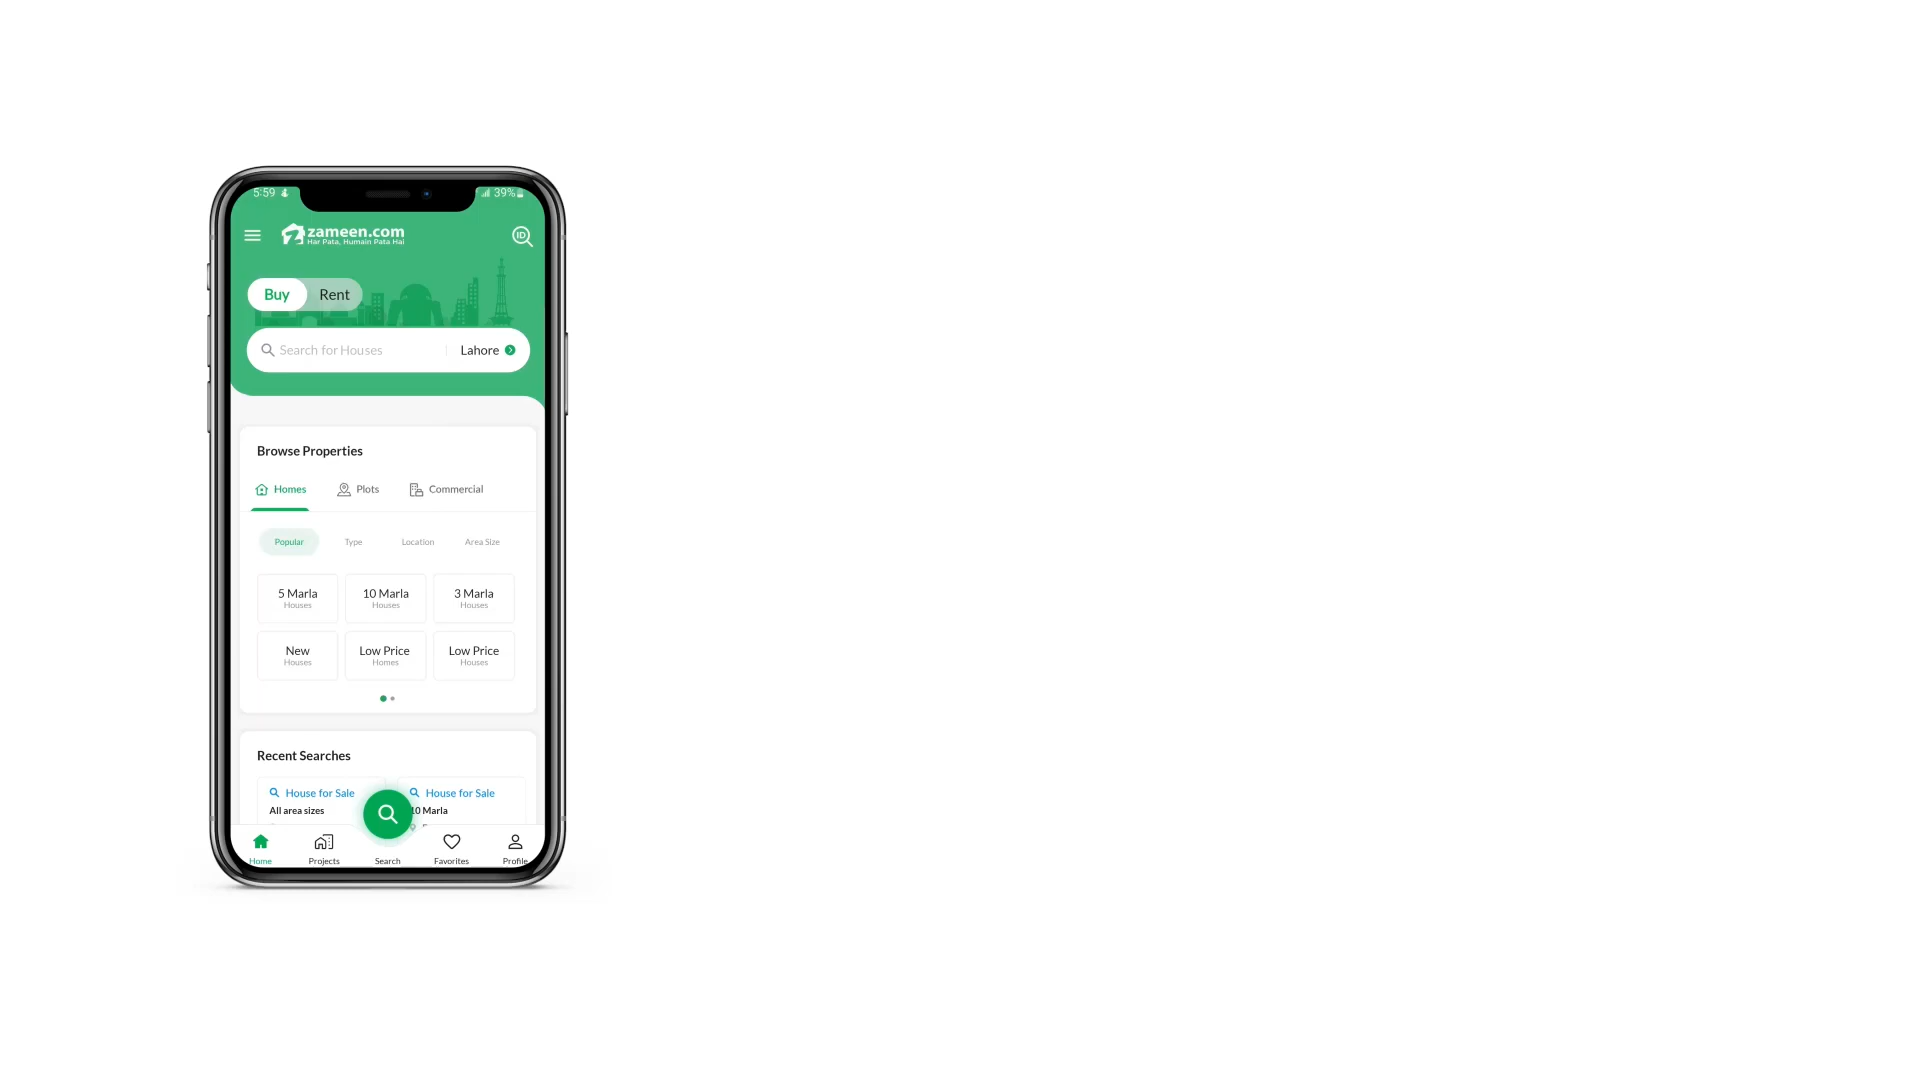 5:59
39%
zameen.com
Har Pata, Humain Pata Hai
ID
Buy Rent
Search for Houses Lahore
Browse Properties
Homes Plots Commercial
Popular Type Location Area Size
5 Marla 10 Marla 3 Marla
Houses Houses Houses
New Low Price Low Price
Houses Homes Houses
Recent Searches
House for Sale House for Sale
All area sizes 10 Marla
Home Projects Search Favorites Profile